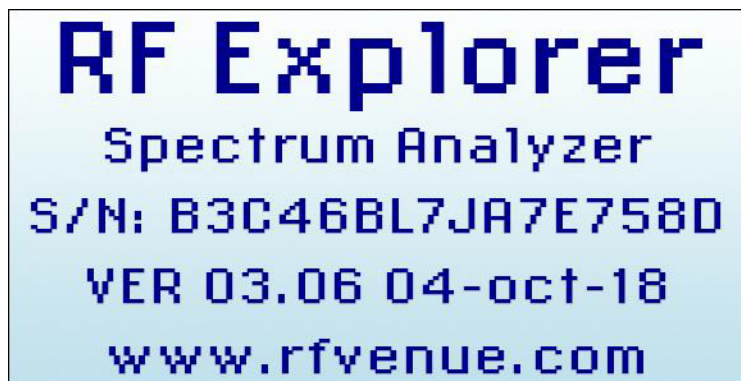 RF Explorer
Spectrum Analyzer
S/N: B3C46BL7JA7E758D
VER 03.06 04-oct-18
www.rfvenue.com